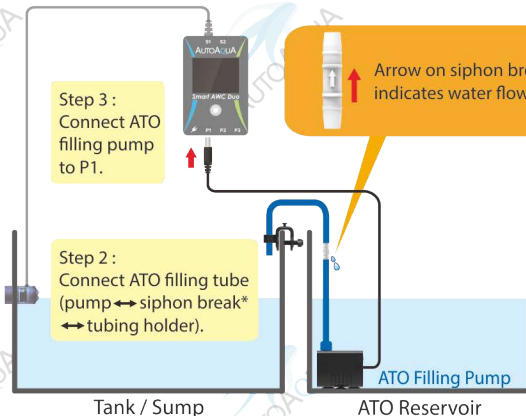 S1 S2
AUTOAQUA
Smart AWC Duo
P1 P2 P3
Arrow on siphon
indicates water flow
Step 3 :
Connect ATO
filling pump
to P1.
Step 2 :
Connect ATO filling tube
(pump ↔ siphon break*
↔ tubing holder).
ATO Filling Pump
Tank / Sump
ATO Reservoir